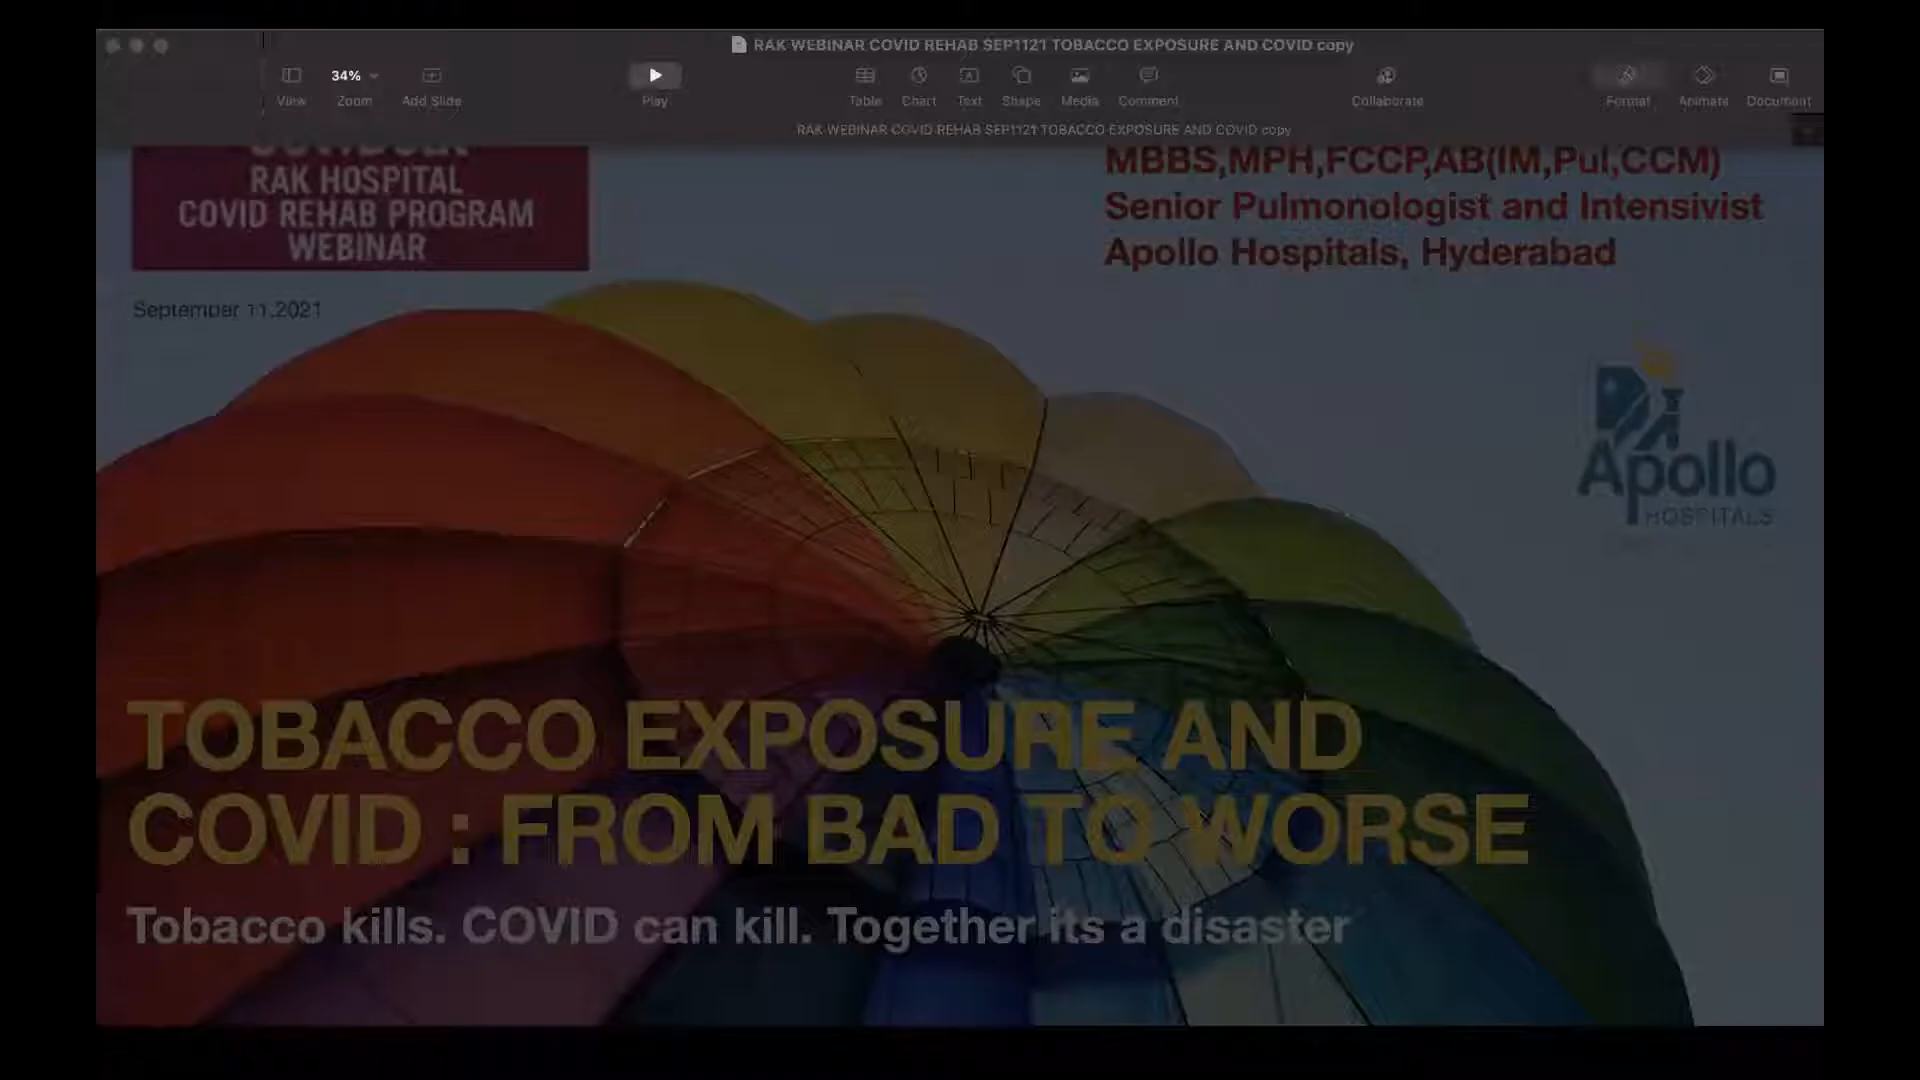 RAK WEBINAR COVID REHAB SEP1121 TOBACCO EXPOSURE AND COVID copy
34%
View
Zoom
Add Slide
Play
Table
Chart
Text
Shape
Media
Comment
Collaborate
Format
Animate
Document
RAK WEBINAR COVID REHAB SEP1121 TOBACCO EXPOSURE AND COVID copy
RAK HOSPITAL
COVID REHAB PROGRAM
WEBINAR
MBBS,MPH,FCCP,AB(IM,Pul,CCM)
Senior Pulmonologist and Intensivist
Apollo Hospitals, Hyderabad
September 11,2021
Apollo
HOSPITALS
TOBACCO EXPOSURE AND
COVID : FROM BAD TO WORSE
Tobacco kills. COVID can kill. Together its a disaster